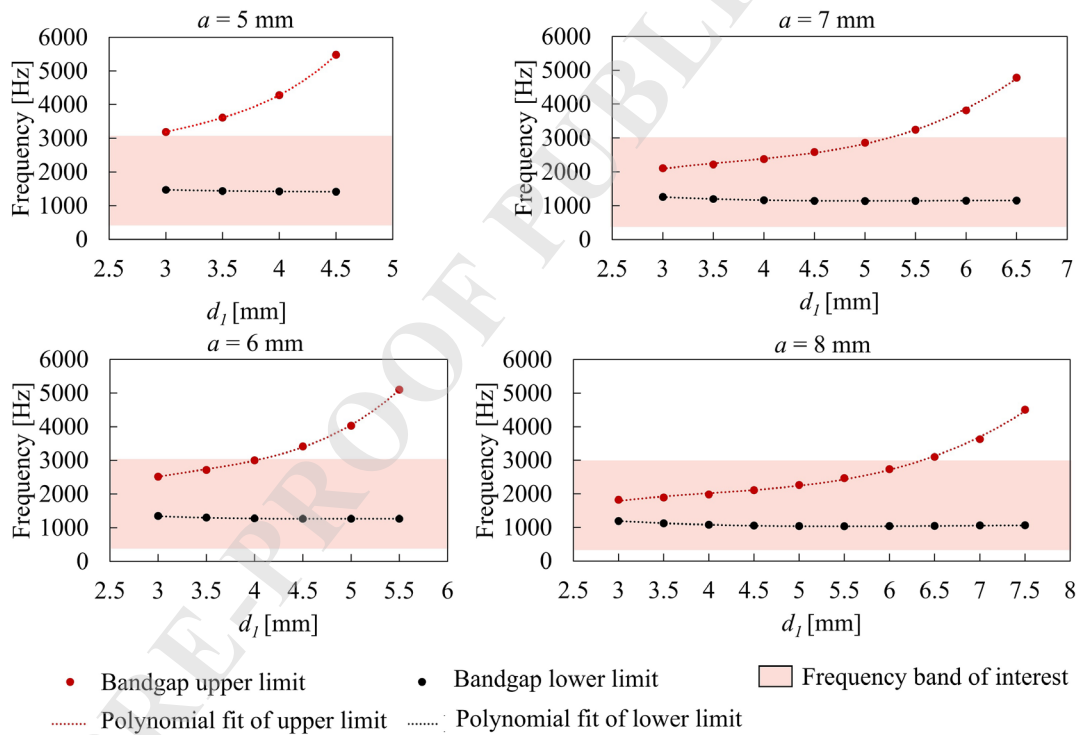 a = 5 mm
Frequency [Hz]
6000
5000
4000
3000
2000
1000
0
2.5 3 3.5 4 4.5 5
d1 [mm]
a = 7 mm
Frequency [Hz]
6000
5000
4000
3000
2000
1000
0
2.5 3 3.5 4 4.5 5 5.5 6 6.5 7
d1 [mm]
a = 6 mm
Frequency [Hz]
6000
5000
4000
3000
2000
1000
0
2.5 3 3.5 4 4.5 5 5.5 6
d1 [mm]
a = 8 mm
Frequency [Hz]
6000
5000
4000
3000
2000
1000
0
2.5 3 3.5 4 4.5 5 5.5 6 6.5 7 7.5 8
d1 [mm]
Bandgap upper limit
Bandgap lower limit
Frequency band of interest
Polynomial fit of upper limit
Polynomial fit of lower limit
RE-PROOF PUBL